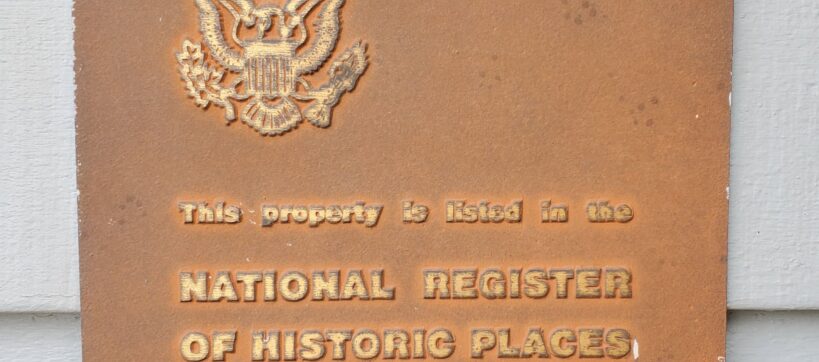 This property is listed in the
NATIONAL REGISTER
OF HISTORIC PLACES